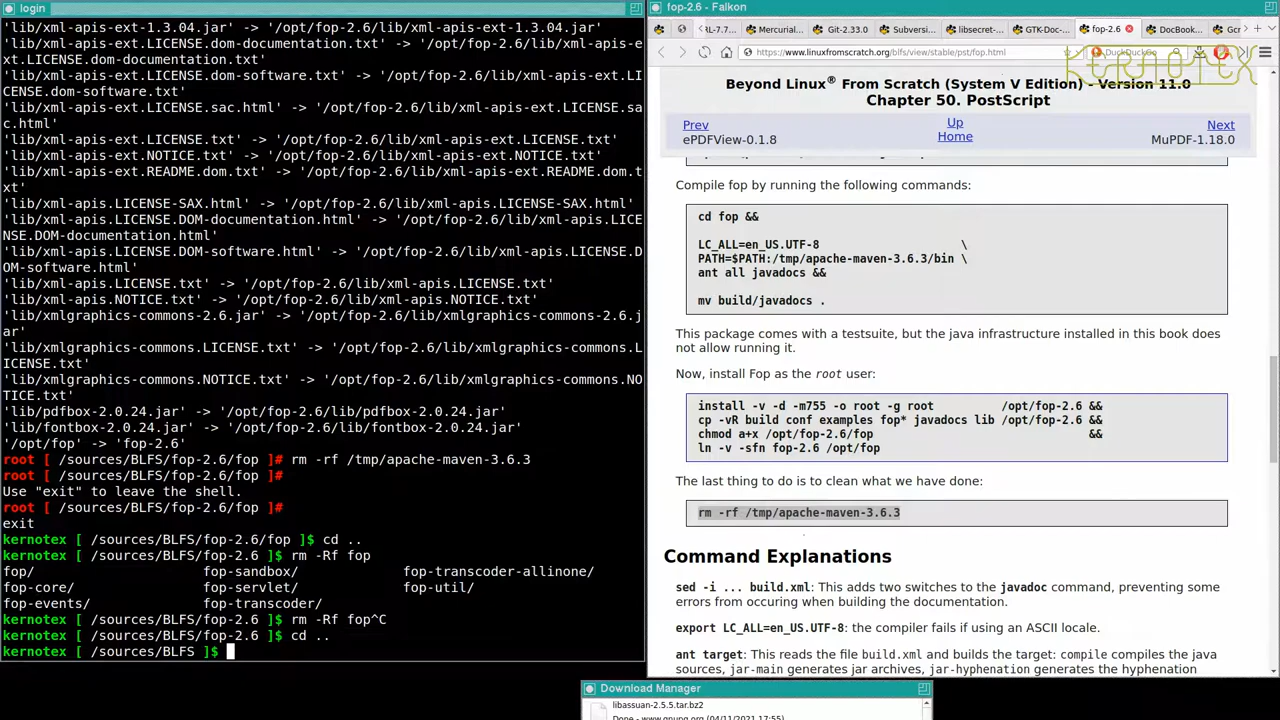 login
'lib/xml-apis-ext-1.3.04.jar' -> '/opt/fop-2.6/lib/xml-apis-ext-1.3.04.jar'
'lib/xml-apis-ext.LICENSE.dom-documentation.txt' -> '/opt/fop-2.6/lib/xml-apis-e
xt.LICENSE.dom-documentation.txt'
'lib/xml-apis-ext.LICENSE.dom-software.txt' -> '/opt/fop-2.6/lib/xml-apis-ext.LI
CENSE.dom-software.txt'
'lib/xml-apis-ext.LICENSE.sac.html' -> '/opt/fop-2.6/lib/xml-apis-ext.LICENSE.sa
c.html'
'lib/xml-apis-ext.LICENSE.txt' -> '/opt/fop-2.6/lib/xml-apis-ext.LICENSE.txt'
'lib/xml-apis-ext.NOTICE.txt' -> '/opt/fop-2.6/lib/xml-apis-ext.NOTICE.txt'
'lib/xml-apis-ext.README.dom.txt' -> '/opt/fop-2.6/lib/xml-apis-ext.README.dom.t
xt'
'lib/xml-apis.LICENSE-SAX.html' -> '/opt/fop-2.6/lib/xml-apis.LICENSE-SAX.html'
'lib/xml-apis.LICENSE.DOM-documentation.html' -> '/opt/fop-2.6/lib/xml-apis.LICE
NSE.DOM-documentation.html'
'lib/xml-apis.LICENSE.DOM-software.html' -> '/opt/fop-2.6/lib/xml-apis.LICENSE.D
OM-software.html'
'lib/xml-apis.LICENSE.txt' -> '/opt/fop-2.6/lib/xml-apis.LICENSE.txt'
'lib/xml-apis.NOTICE.txt' -> '/opt/fop-2.6/lib/xml-apis.NOTICE.txt'
'lib/xmlgraphics-commons-2.6.jar' -> '/opt/fop-2.6/lib/xmlgraphics-commons-2.6.j
ar'
'lib/xmlgraphics-commons.LICENSE.txt' -> '/opt/fop-2.6/lib/xmlgraphics-commons.L
ICENSE.txt'
'lib/xmlgraphics-commons.NOTICE.txt' -> '/opt/fop-2.6/lib/xmlgraphics-commons.NO
TICE.txt'
'lib/pdfbox-2.0.24.jar' -> '/opt/fop-2.6/lib/pdfbox-2.0.24.jar'
'lib/fontbox-2.0.24.jar' -> '/opt/fop-2.6/lib/fontbox-2.0.24.jar'
'/opt/fop' -> 'fop-2.6'
root [ /sources/BLFS/fop-2.6/fop ]# rm -rf /tmp/apache-maven-3.6.3
root [ /sources/BLFS/fop-2.6/fop ]#
Use "exit" to leave the shell.
root [ /sources/BLFS/fop-2.6/fop ]#
exit
kernotex [ /sources/BLFS/fop-2.6/fop ]$ cd ..
kernotex [ /sources/BLFS/fop-2.6 ]$ rm -Rf fop
fop/ fop-sandbox/ fop-transcoder-allinone/
fop-core/ fop-servlet/ fop-util/
fop-events/ fop-transcoder/
kernotex [ /sources/BLFS/fop-2.6 ]$ rm -Rf fop^C
kernotex [ /sources/BLFS/fop-2.6 ]$ cd ..
kernotex [ /sources/BLFS ]$
fop-2.6 - Falkon
RL-7.7... Mercurial... Git-2.33.0 Subversi... libsecret-... GTK-Doc-... fop-2.6 DocBook... Gcr
https://www.linuxfromscratch.org/blfs/view/stable/pst/fop.html DuckDuckGo
KERNOTEX
Beyond Linux® From Scratch (System V Edition) - Version 11.0
Chapter 50. PostScript
Prev Up Next
ePDFView-0.1.8 Home MuPDF-1.18.0
Compile fop by running the following commands:
cd fop &&
LC_ALL=en_US.UTF-8 \
PATH=$PATH:/tmp/apache-maven-3.6.3/bin \
ant all javadocs &&
mv build/javadocs .
This package comes with a testsuite, but the java infrastructure installed in this book does
not allow running it.
Now, install Fop as the root user:
install -v -d -m755 -o root -g root /opt/fop-2.6 &&
cp -vR build conf examples fop* javadocs lib /opt/fop-2.6 &&
chmod a+x /opt/fop-2.6/fop &&
ln -v -sfn fop-2.6 /opt/fop
The last thing to do is to clean what we have done:
rm -rf /tmp/apache-maven-3.6.3
Command Explanations
sed -i ... build.xml: This adds two switches to the javadoc command, preventing some
errors from occuring when building the documentation.
export LC_ALL=en_US.UTF-8: the compiler fails if using an ASCII locale.
ant target: This reads the file build.xml and builds the target: compile compiles the java
sources, jar-main generates jar archives, jar-hyphenation generates the hyphenation
Download Manager
libassuan-2.5.5.tar.bz2
Done - www.gnupg.org (04/11/2021 17:55)